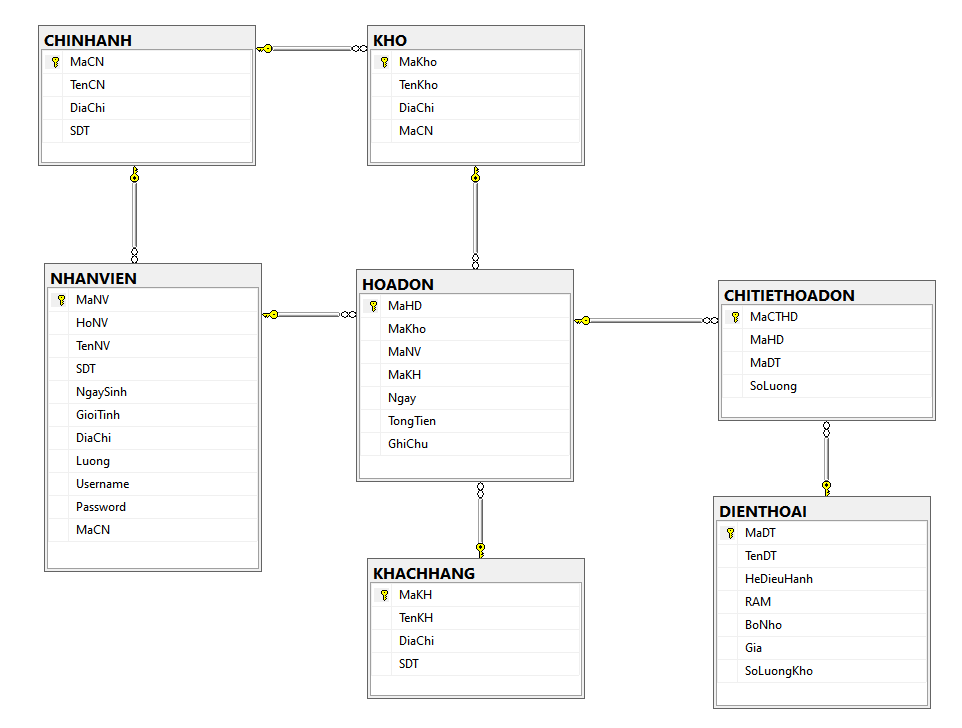 CHINHANH
MaCN
TenCN
DiaChi
SDT
KHO
MaKho
TenKho
DiaChi
MaCN
NHANVIEN
MaNV
HoNV
TenNV
SDT
NgaySinh
GioiTinh
DiaChi
Luong
Username
Password
MaCN
HOADON
MaHD
MaKho
MaNV
MaKH
Ngay
TongTien
GhiChu
CHITIETHOADON
MaCTHD
MaHD
MaDT
SoLuong
KHACHHANG
MaKH
TenKH
DiaChi
SDT
DIENTHOAI
MaDT
TenDT
HeDieuHanh
RAM
BoNho
Gia
SoLuongKho